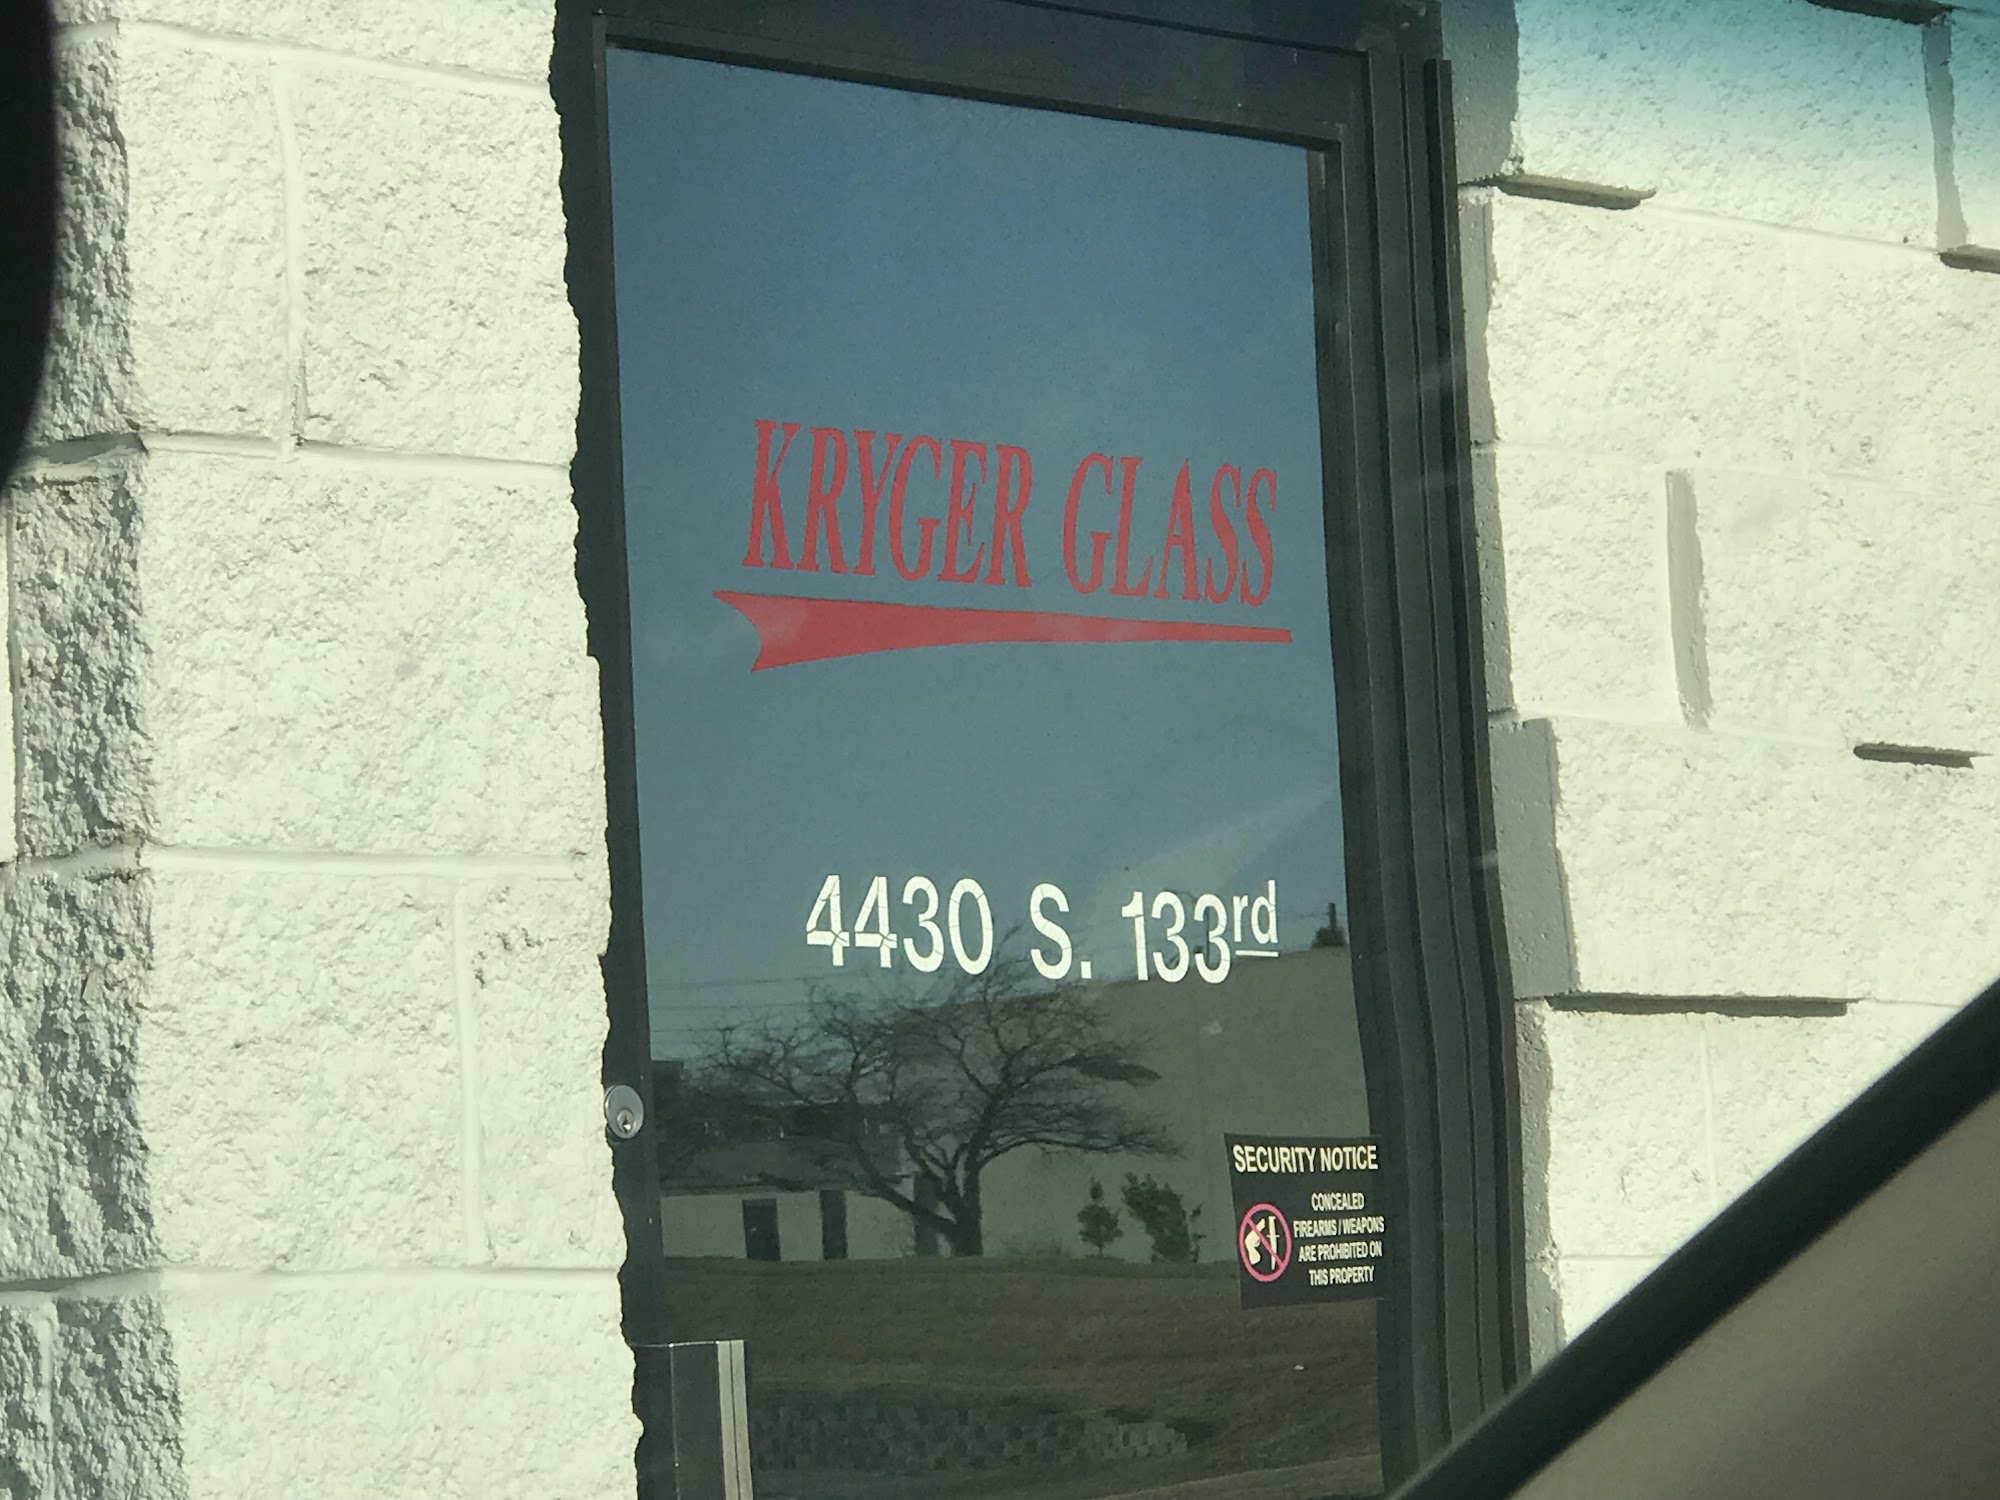 KRYGER GLASS
4430 S. 133rd
SECURITY NOTICE
CONCEALED
FIREARMS / WEAPONS
ARE PROHIBITED ON
THIS PROPERTY